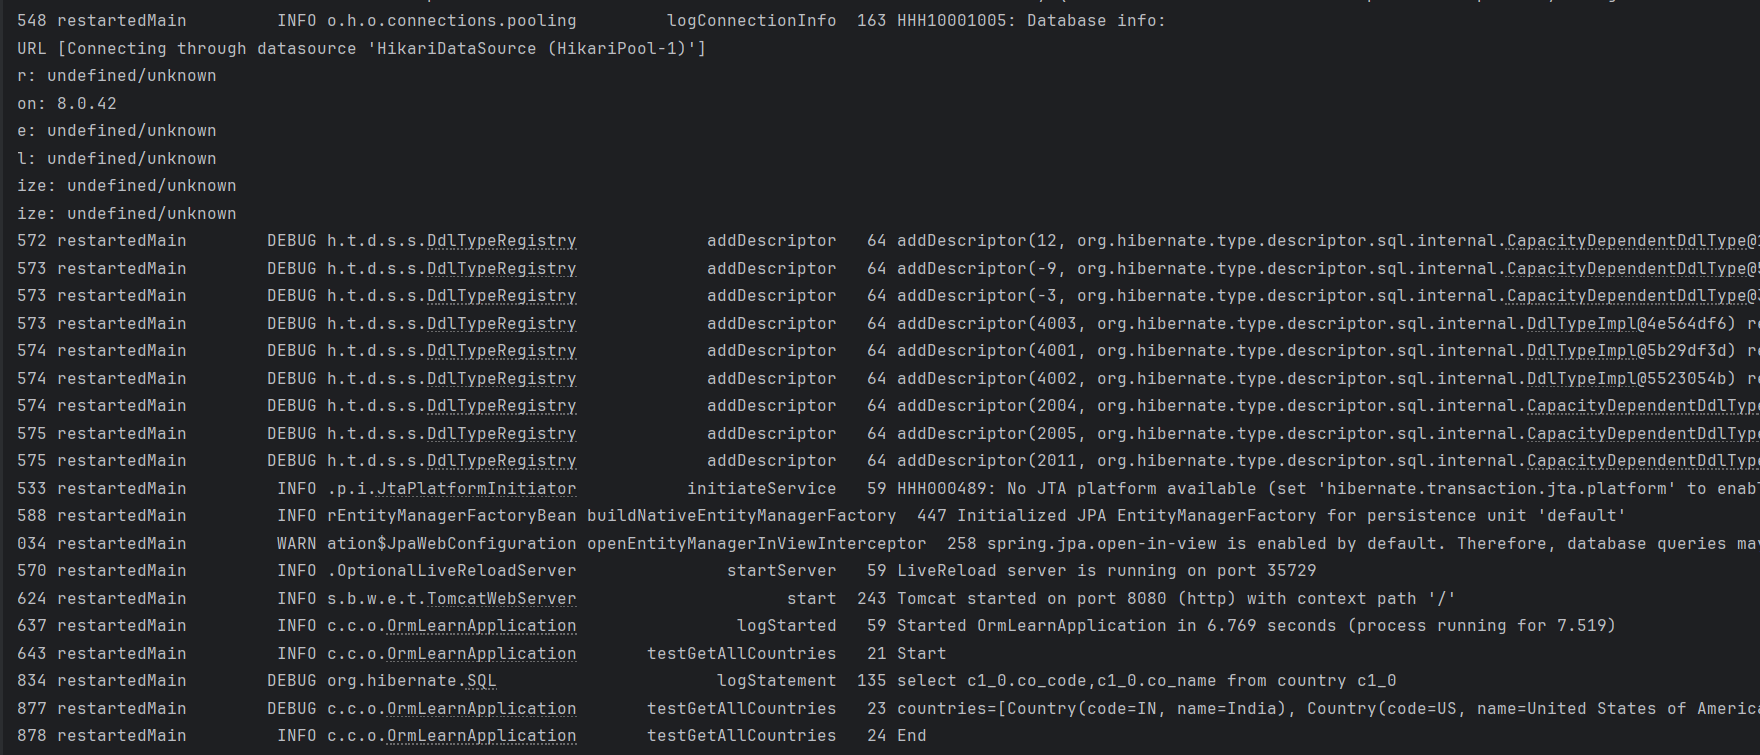 548 restartedMain INFO o.h.o.connections.pooling logConnectionInfo 163 HHH10001005: Database info:
URL [Connecting through datasource 'HikariDataSource (HikariPool-1)']
r: undefined/unknown
on: 8.0.42
e: undefined/unknown
l: undefined/unknown
ize: undefined/unknown
ize: undefined/unknown
572 restartedMain DEBUG h.t.d.s.s.DdlTypeRegistry addDescriptor 64 addDescriptor(12, org.hibernate.type.descriptor.sql.internal.CapacityDependentDdlType@
573 restartedMain DEBUG h.t.d.s.s.DdlTypeRegistry addDescriptor 64 addDescriptor(-9, org.hibernate.type.descriptor.sql.internal.CapacityDependentDdlType@
573 restartedMain DEBUG h.t.d.s.s.DdlTypeRegistry addDescriptor 64 addDescriptor(-3, org.hibernate.type.descriptor.sql.internal.CapacityDependentDdlType@
573 restartedMain DEBUG h.t.d.s.s.DdlTypeRegistry addDescriptor 64 addDescriptor(4003, org.hibernate.type.descriptor.sql.internal.DdlTypeImpl@4e564df6) re
574 restartedMain DEBUG h.t.d.s.s.DdlTypeRegistry addDescriptor 64 addDescriptor(4001, org.hibernate.type.descriptor.sql.internal.DdlTypeImpl@5b29df3d) re
574 restartedMain DEBUG h.t.d.s.s.DdlTypeRegistry addDescriptor 64 addDescriptor(4002, org.hibernate.type.descriptor.sql.internal.DdlTypeImpl@5523054b) re
574 restartedMain DEBUG h.t.d.s.s.DdlTypeRegistry addDescriptor 64 addDescriptor(2004, org.hibernate.type.descriptor.sql.internal.CapacityDependentDdlType
575 restartedMain DEBUG h.t.d.s.s.DdlTypeRegistry addDescriptor 64 addDescriptor(2005, org.hibernate.type.descriptor.sql.internal.CapacityDependentDdlType
575 restartedMain DEBUG h.t.d.s.s.DdlTypeRegistry addDescriptor 64 addDescriptor(2011, org.hibernate.type.descriptor.sql.internal.CapacityDependentDdlType
533 restartedMain INFO .p.i.JtaPlatformInitiator initiateService 59 HHH000489: No JTA platform available (set 'hibernate.transaction.jta.platform' to enabl
588 restartedMain INFO rEntityManagerFactoryBean buildNativeEntityManagerFactory 447 Initialized JPA EntityManagerFactory for persistence unit 'default'
034 restartedMain WARN ation$JpaWebConfiguration openEntityManagerInViewInterceptor 258 spring.jpa.open-in-view is enabled by default. Therefore, database queries may
570 restartedMain INFO .OptionalLiveReloadServer startServer 59 LiveReload server is running on port 35729
624 restartedMain INFO s.b.w.e.t.TomcatWebServer start 243 Tomcat started on port 8080 (http) with context path '/'
637 restartedMain INFO c.c.o.OrmLearnApplication logStarted 59 Started OrmLearnApplication in 6.769 seconds (process running for 7.519)
643 restartedMain INFO c.c.o.OrmLearnApplication testGetAllCountries 21 Start
834 restartedMain DEBUG org.hibernate.SQL logStatement 135 select c1_0.co_code,c1_0.co_name from country c1_0
877 restartedMain DEBUG c.c.o.OrmLearnApplication testGetAllCountries 23 countries=[Country(code=IN, name=India), Country(code=US, name=United States of America
878 restartedMain INFO c.c.o.OrmLearnApplication testGetAllCountries 24 End